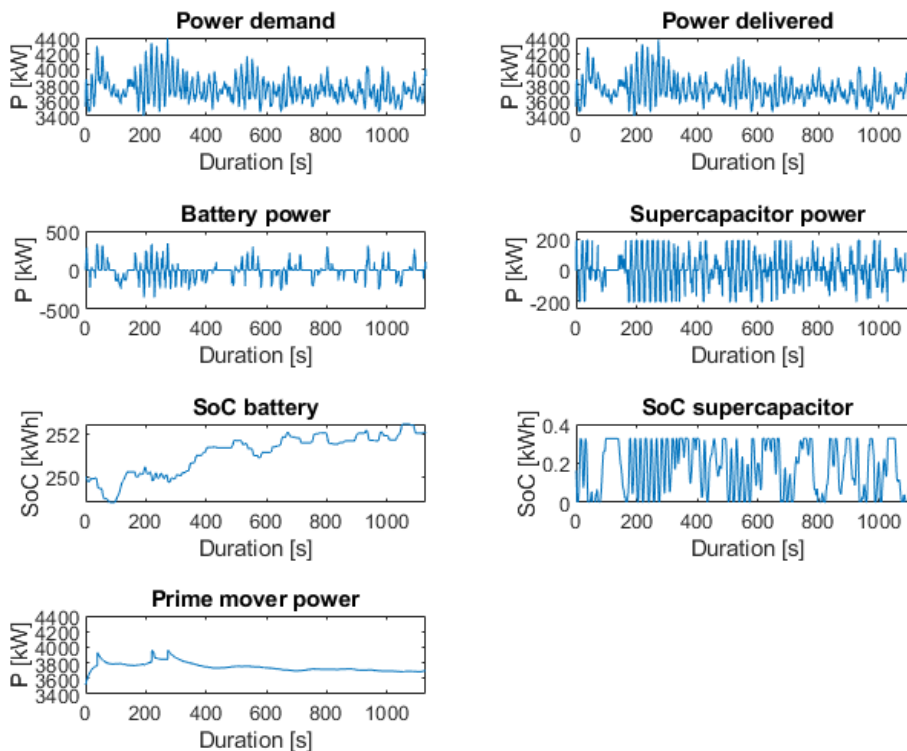 Power demand
4400
4200
4000
3800
3600
3400
P [kW]
0 200 400 600 800 1000
Duration [s]
Power delivered
4400
4200
4000
3800
3600
3400
P [kW]
0 200 400 600 800 1000
Duration [s]
Battery power
500
0
-500
P [kW]
0 200 400 600 800 1000
Duration [s]
Supercapacitor power
200
0
-200
P [kW]
0 200 400 600 800 1000
Duration [s]
SoC battery
252
250
SoC [kWh]
0 200 400 600 800 1000
Duration [s]
SoC supercapacitor
0.4
0.2
0
SoC [kWh]
0 200 400 600 800 1000
Duration [s]
Prime mover power
4400
4200
4000
3800
3600
3400
P [kW]
0 200 400 600 800 1000
Duration [s]